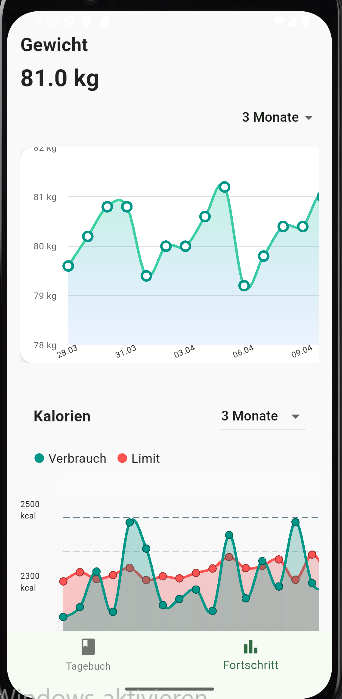 Gewicht
81.0 kg
3 Monate
82 kg
81 kg
80 kg
79 kg
78 kg
28.03 31.03 03.04 06.04 09.04
Kalorien 3 Monate
Verbrauch Limit
2500
kcal
2300
kcal
Tagebuch Fortschritt
Windows aktivieren